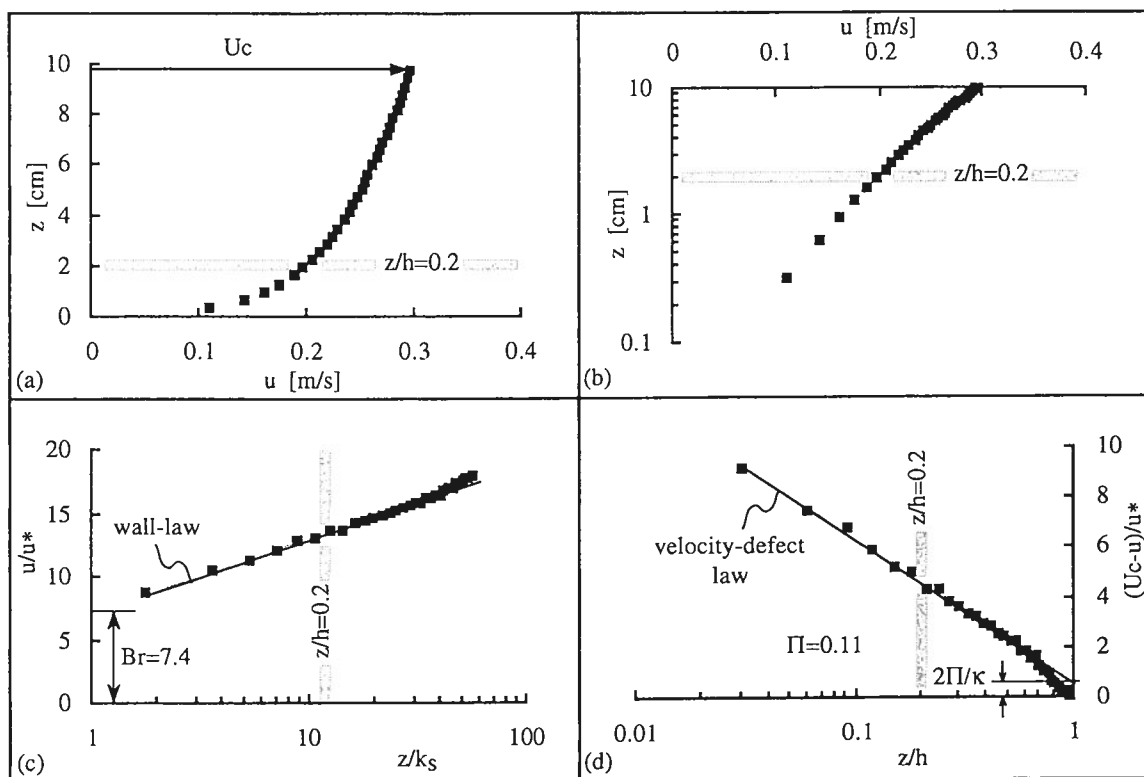 Uc
10
8
6
4
2
0
z [cm]
z/h=0.2
0
0.1
0.2
0.3
0.4
u [m/s]
(a)
u [m/s]
0
0.1
0.2
0.3
0.4
10
1
0.1
z [cm]
z/h=0.2
(b)
20
15
10
5
0
u/u*
wall-law
Br=7.4
z/h=0.2
1
10
100
z/ks
(c)
10
8
6
4
2
0
(Uc-u)/u*
z/h=0.2
velocity-defect
law
Π=0.11
2Π/κ
0.01
0.1
1
z/h
(d)